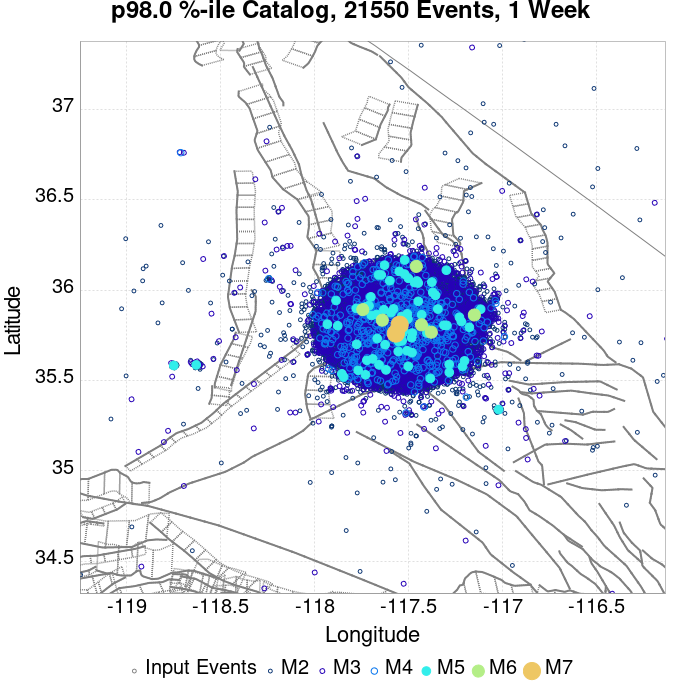 p98.0 %-ile Catalog, 21550 Events, 1 Week
37
36.5
36
35.5
35
34.5
Latitude
-119 -118.5 -118 -117.5 -117 -116.5
Longitude
Input Events M2 M3 M4 M5 M6 M7